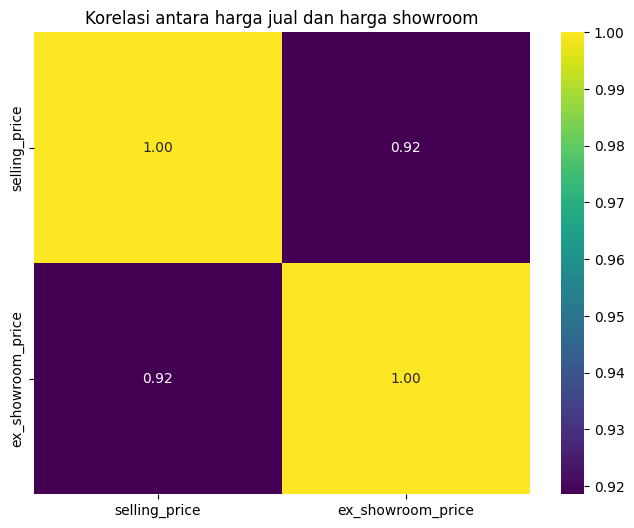 Korelasi antara harga jual dan harga showroom
selling_price
ex_showroom_price
1.00
0.92
0.92
1.00
selling_price
ex_showroom_price
1.00
0.99
0.98
0.97
0.96
0.95
0.94
0.93
0.92